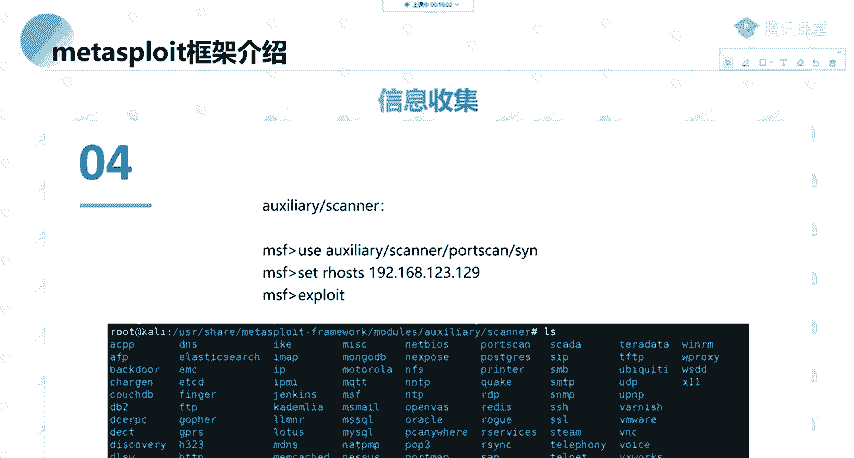 metasploit框架介绍
腾讯课堂
信息收集
04
auxiliary/scanner:
msf>use auxiliary/scanner/portscan/syn
msf>set rhosts 192.168.123.129
msf>exploit
root@kali:/usr/share/metasploit-framework/modules/auxiliary/scanner# ls
acpp dns ike misc netbios portscan scada teradata winrm
afp elasticsearch imap mongodb nexpose postgres sip tftp wproxy
backdoor emc ip motorola nfs printer smb ubiquiti wsdd
chargen etcd ipmi mqtt nntp quake smtp udp x11
couchdb finger jenkins msf ntp rdp snmp upnp
db2 ftp kademlia msmail openvas redis ssh varnish
dcerpc gopher llmnr mssql oracle rogue ssl vmware
dect gprs lotus mysql pcanywhere rservices steam vnc
discovery h323 mdns natpmp pop3 rsync telephony voice
dlsw http memcached nessus portmap sap telnet vxworks